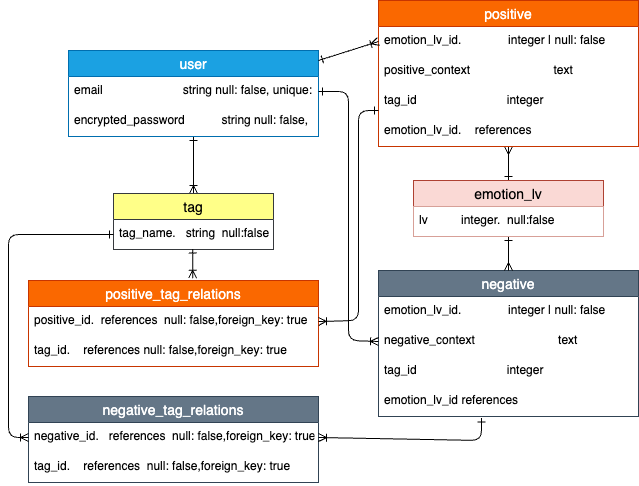 positive
emotion_lv_id. integer l null: false
positive_context text
tag_id integer
emotion_lv_id. references
user
email string null: false, unique:
encrypted_password string null: false,
emotion_lv
lv integer. null:false
tag
tag_name. string null:false
positive_tag_relations
positive_id. references null: false,foreign_key: true
tag_id. references null: false,foreign_key: true
negative
emotion_lv_id. integer l null: false
negative_context text
tag_id integer
emotion_lv_id references
negative_tag_relations
negative_id. references null: false,foreign_key: true
tag_id. references null: false,foreign_key: true